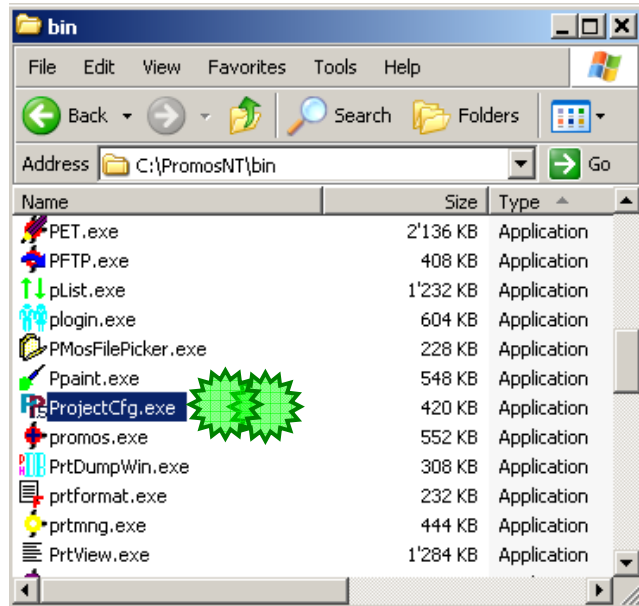 bin
File Edit View Favorites Tools Help
Back Search Folders
Address C:\PromosNT\bin Go
Name Size Type
PET.exe 2'136 KB Application
PFTP.exe 408 KB Application
pList.exe 1'232 KB Application
plogin.exe 604 KB Application
PMosFilePicker.exe 228 KB Application
Ppaint.exe 548 KB Application
ProjectCfg.exe 420 KB Application
promos.exe 552 KB Application
PrtDumpWin.exe 308 KB Application
prtformat.exe 232 KB Application
prtmng.exe 444 KB Application
PrtView.exe 1'284 KB Application